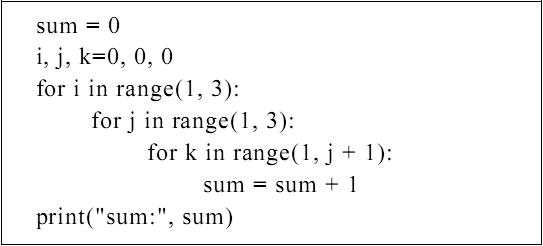 sum = 0
i, j, k=0, 0, 0
for i in range(1, 3):
for j in range(1, 3):
for k in range(1, j + 1):
sum = sum + 1
print("sum:", sum)